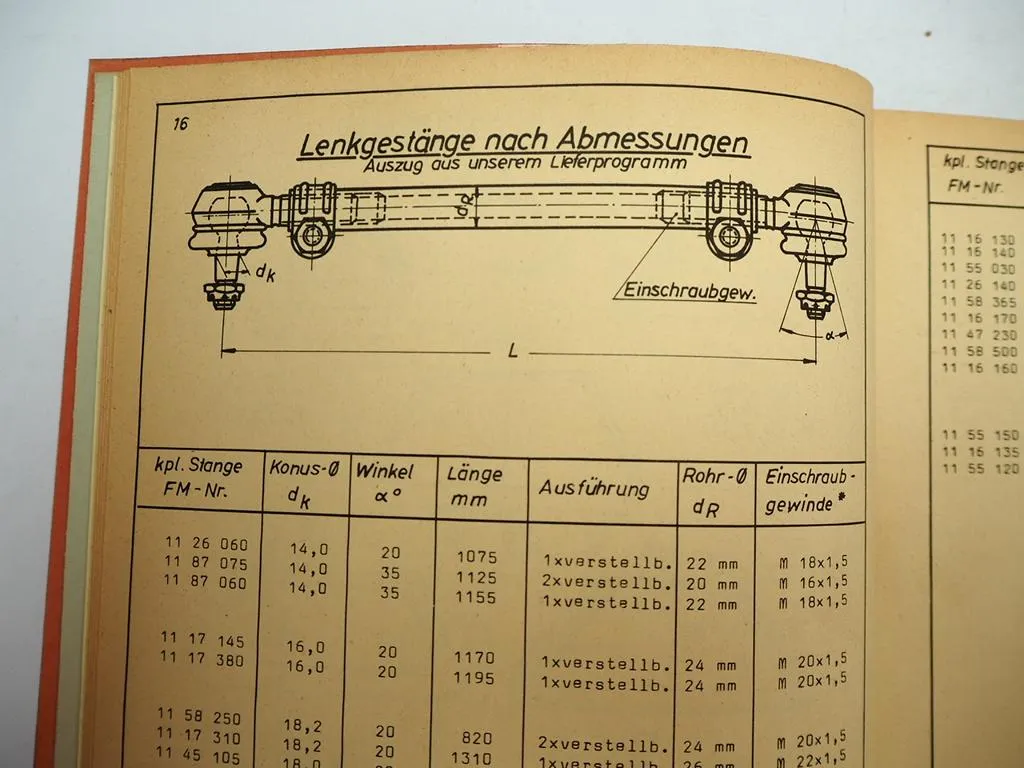 16
Lenkgestänge nach Abmessungen
Auszug aus unserem Lieferprogramm
dR
dk
Einschraubgew.
α
L
kpl. Stange FM-Nr. Konus-Ø dk Winkel α° Länge mm Ausführung Rohr-Ø dR Einschraub-gewinde*
11 26 060 14,0 20 1075 1xverstellb. 22 mm M 18x1,5
11 87 075 14,0 35 1125 2xverstellb. 20 mm M 16x1,5
11 87 060 14,0 35 1155 1xverstellb. 22 mm M 18x1,5
11 17 145 16,0 20 1170 1xverstellb. 24 mm M 20x1,5
11 17 380 16,0 20 1195 1xverstellb. 24 mm M 20x1,5
11 58 250 18,2 20 820 2xverstellb. 24 mm M 20x1,5
11 17 310 18,2 20 1310 1xverstellb. 26 mm M 22x1,5
11 45 105 18,0
kpl. Stange
FM-Nr.
11 16 130
11 16 140
11 55 030
11 26 140
11 58 365
11 16 170
11 47 230
11 58 500
11 16 160
11 55 150
11 16 135
11 55 120